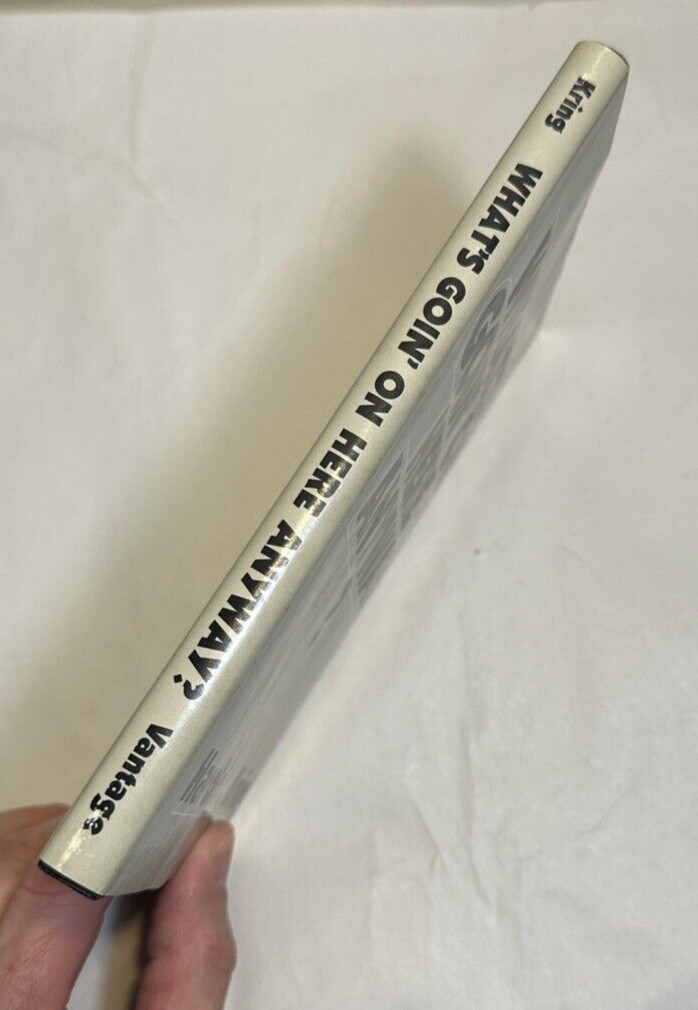 Kring
WHAT'S GOIN' ON HERE ANYWAY?
Vantage